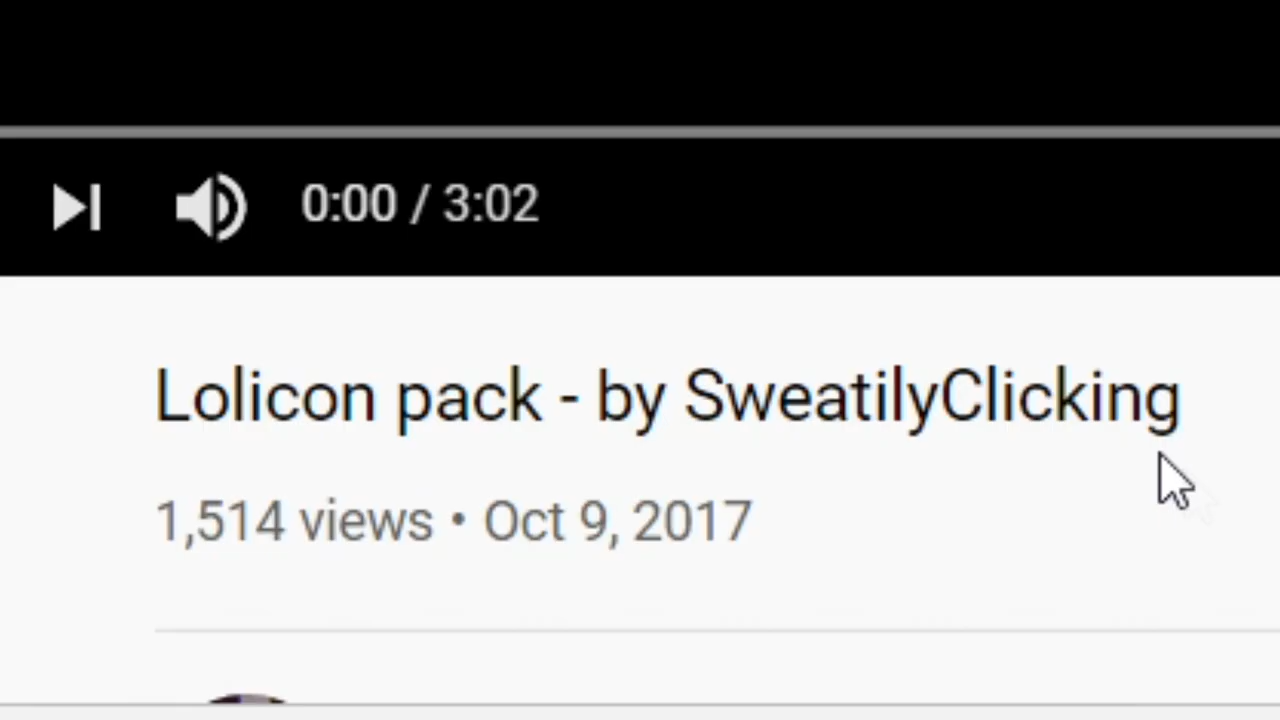 0:00 / 3:02
Lolicon pack - by SweatilyClicking
1,514 views • Oct 9, 2017